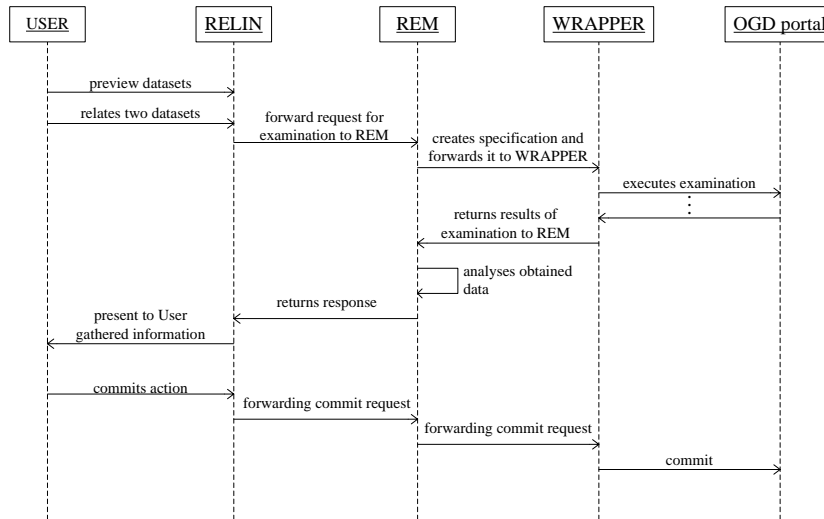 USER
RELIN
REM
WRAPPER
OGD portal
preview datasets
relates two datasets
forward request for
examination to REM
creates specification and
forwards it to WRAPPER
executes examination
returns results of
examination to REM
analyses obtained
data
returns response
present to User
gathered information
commits action
forwarding commit request
forwarding commit request
commit